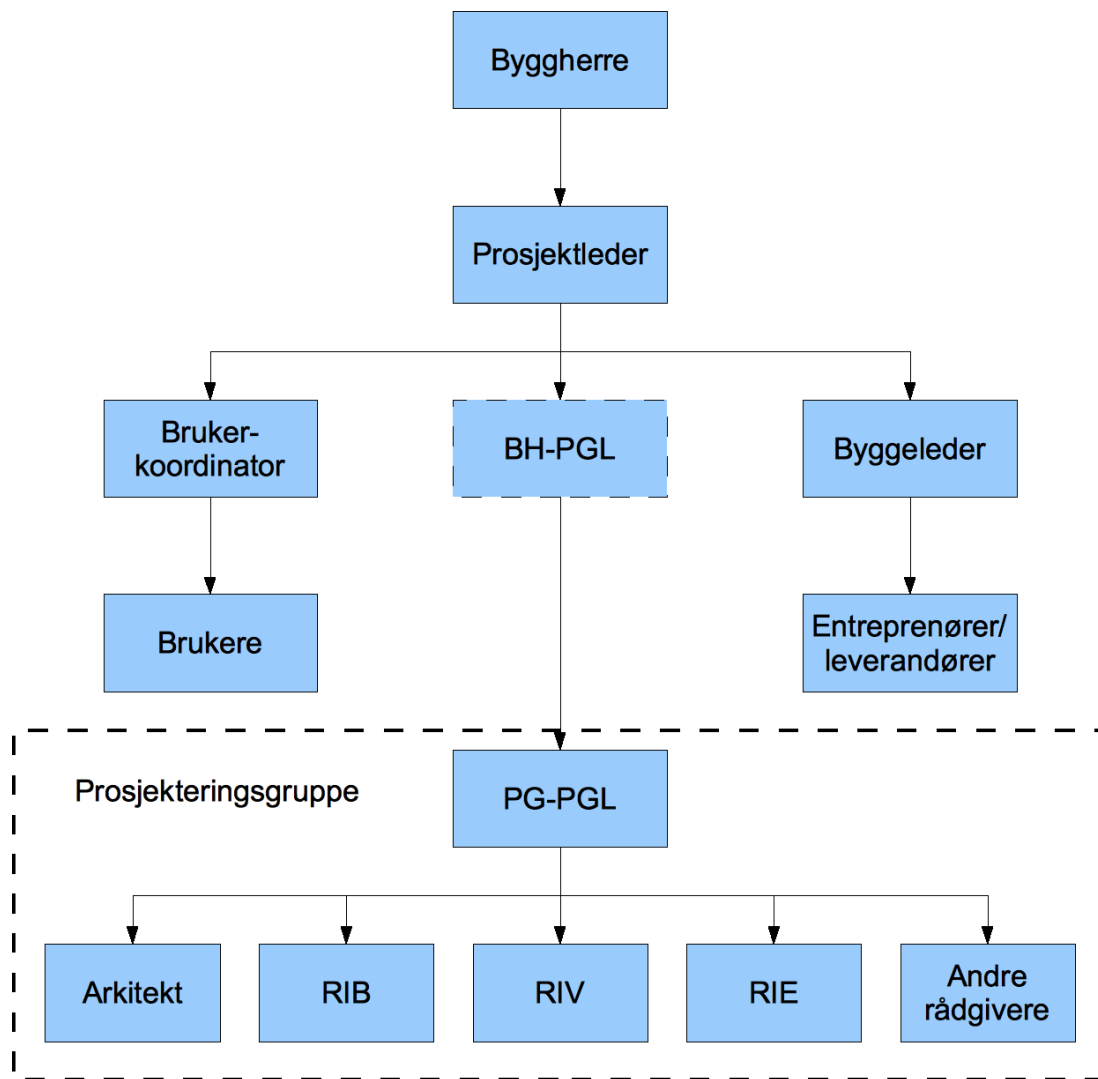 Byggherre
Prosjektleder
Bruker-
koordinator
BH-PGL
Byggeleder
Brukere
Entreprenører/
leverandører
Prosjekteringsgruppe
PG-PGL
Arkitekt
RIB
RIV
RIE
Andre
rådgivere